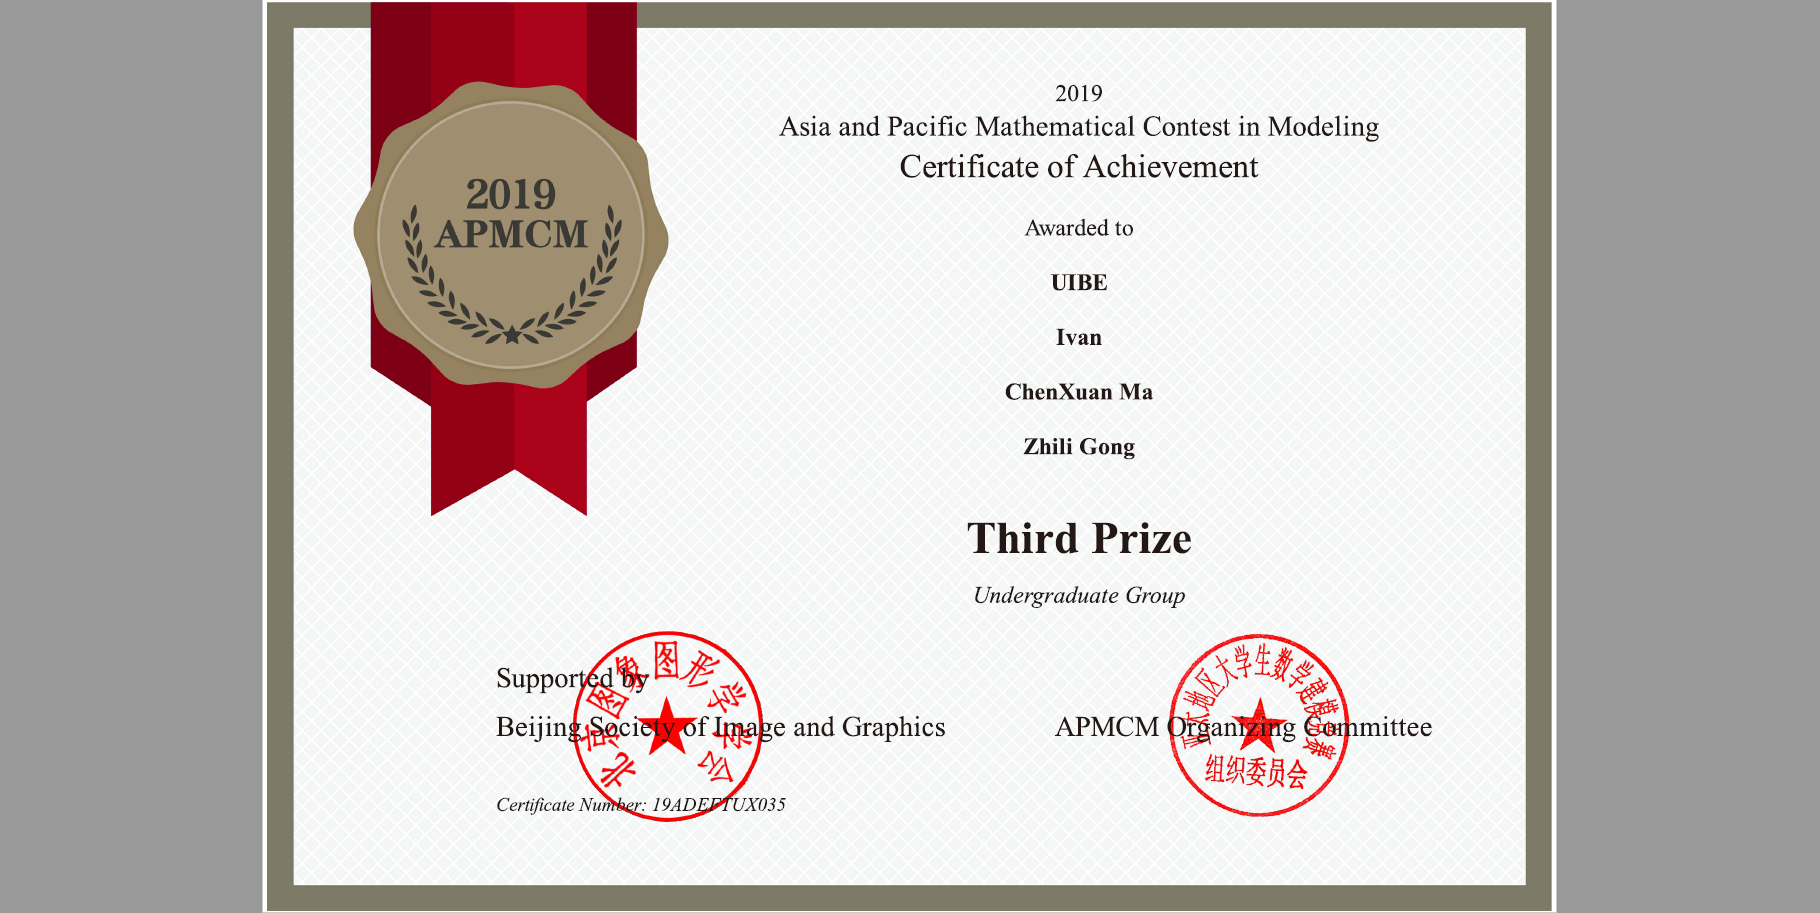 2019
APMCM
2019
Asia and Pacific Mathematical Contest in Modeling
Certificate of Achievement
Awarded to
UIBE
Ivan
ChenXuan Ma
Zhili Gong
Third Prize
Undergraduate Group
Supported by
Beijing Society of Image and Graphics
北京图象图形学学会
Certificate Number: 19ADEFTUX035
APMCM Organizing Committee
亚太地区大学生数学建模竞赛
组织委员会